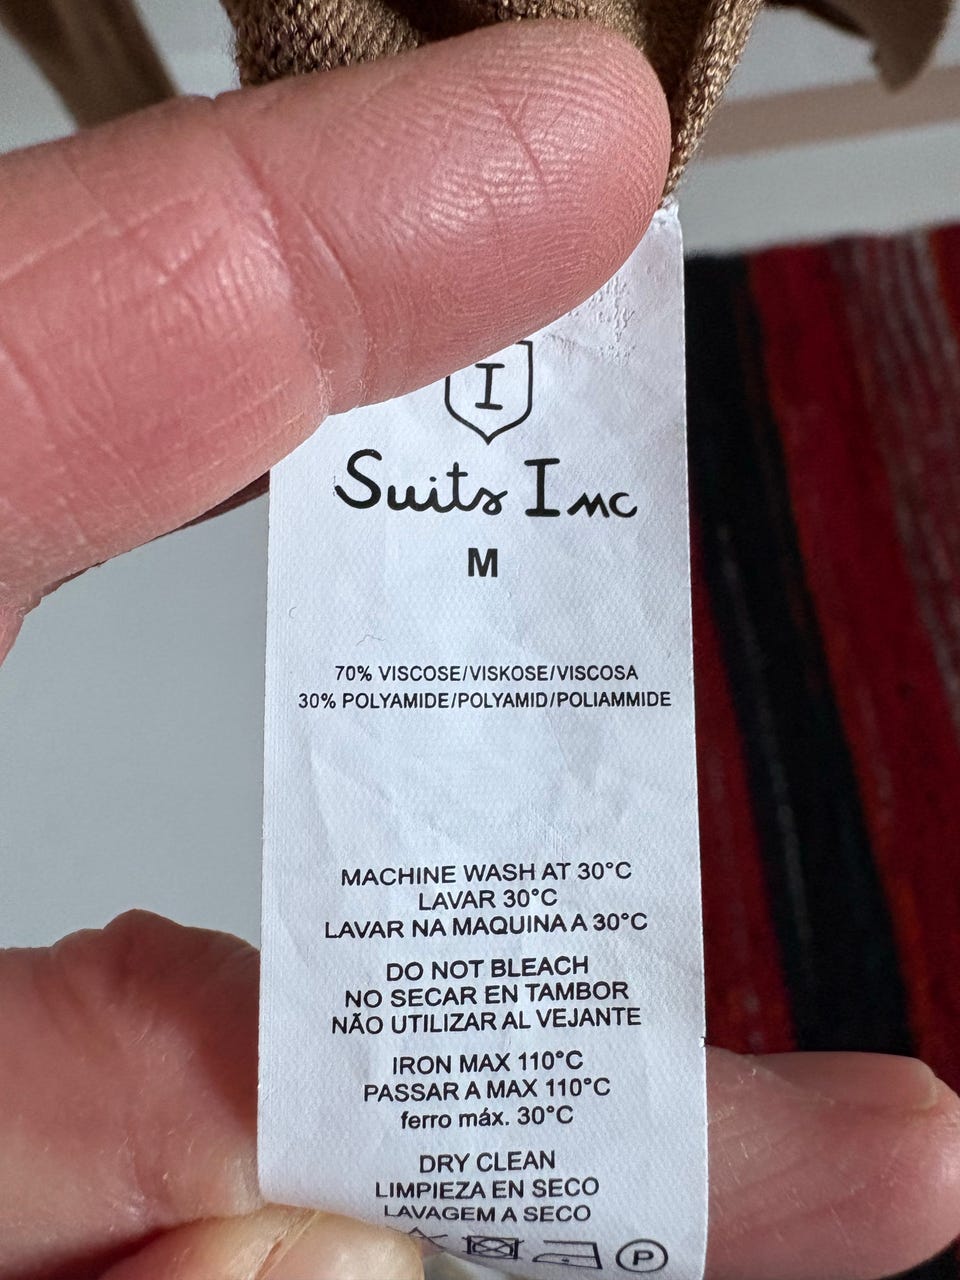 I
Suits Inc
M
70% VISCOSE/VISKOSE/VISCOSA
30% POLYAMIDE/POLYAMID/POLIAMMIDE
MACHINE WASH AT 30°C
LAVAR 30°C
LAVAR NA MAQUINA A 30°C
DO NOT BLEACH
NO SECAR EN TAMBOR
NÃO UTILIZAR AL VEJANTE
IRON MAX 110°C
PASSAR A MAX 110°C
ferro máx. 30°C
DRY CLEAN
LIMPIEZA EN SECO
LAVAGEM A SECO
P